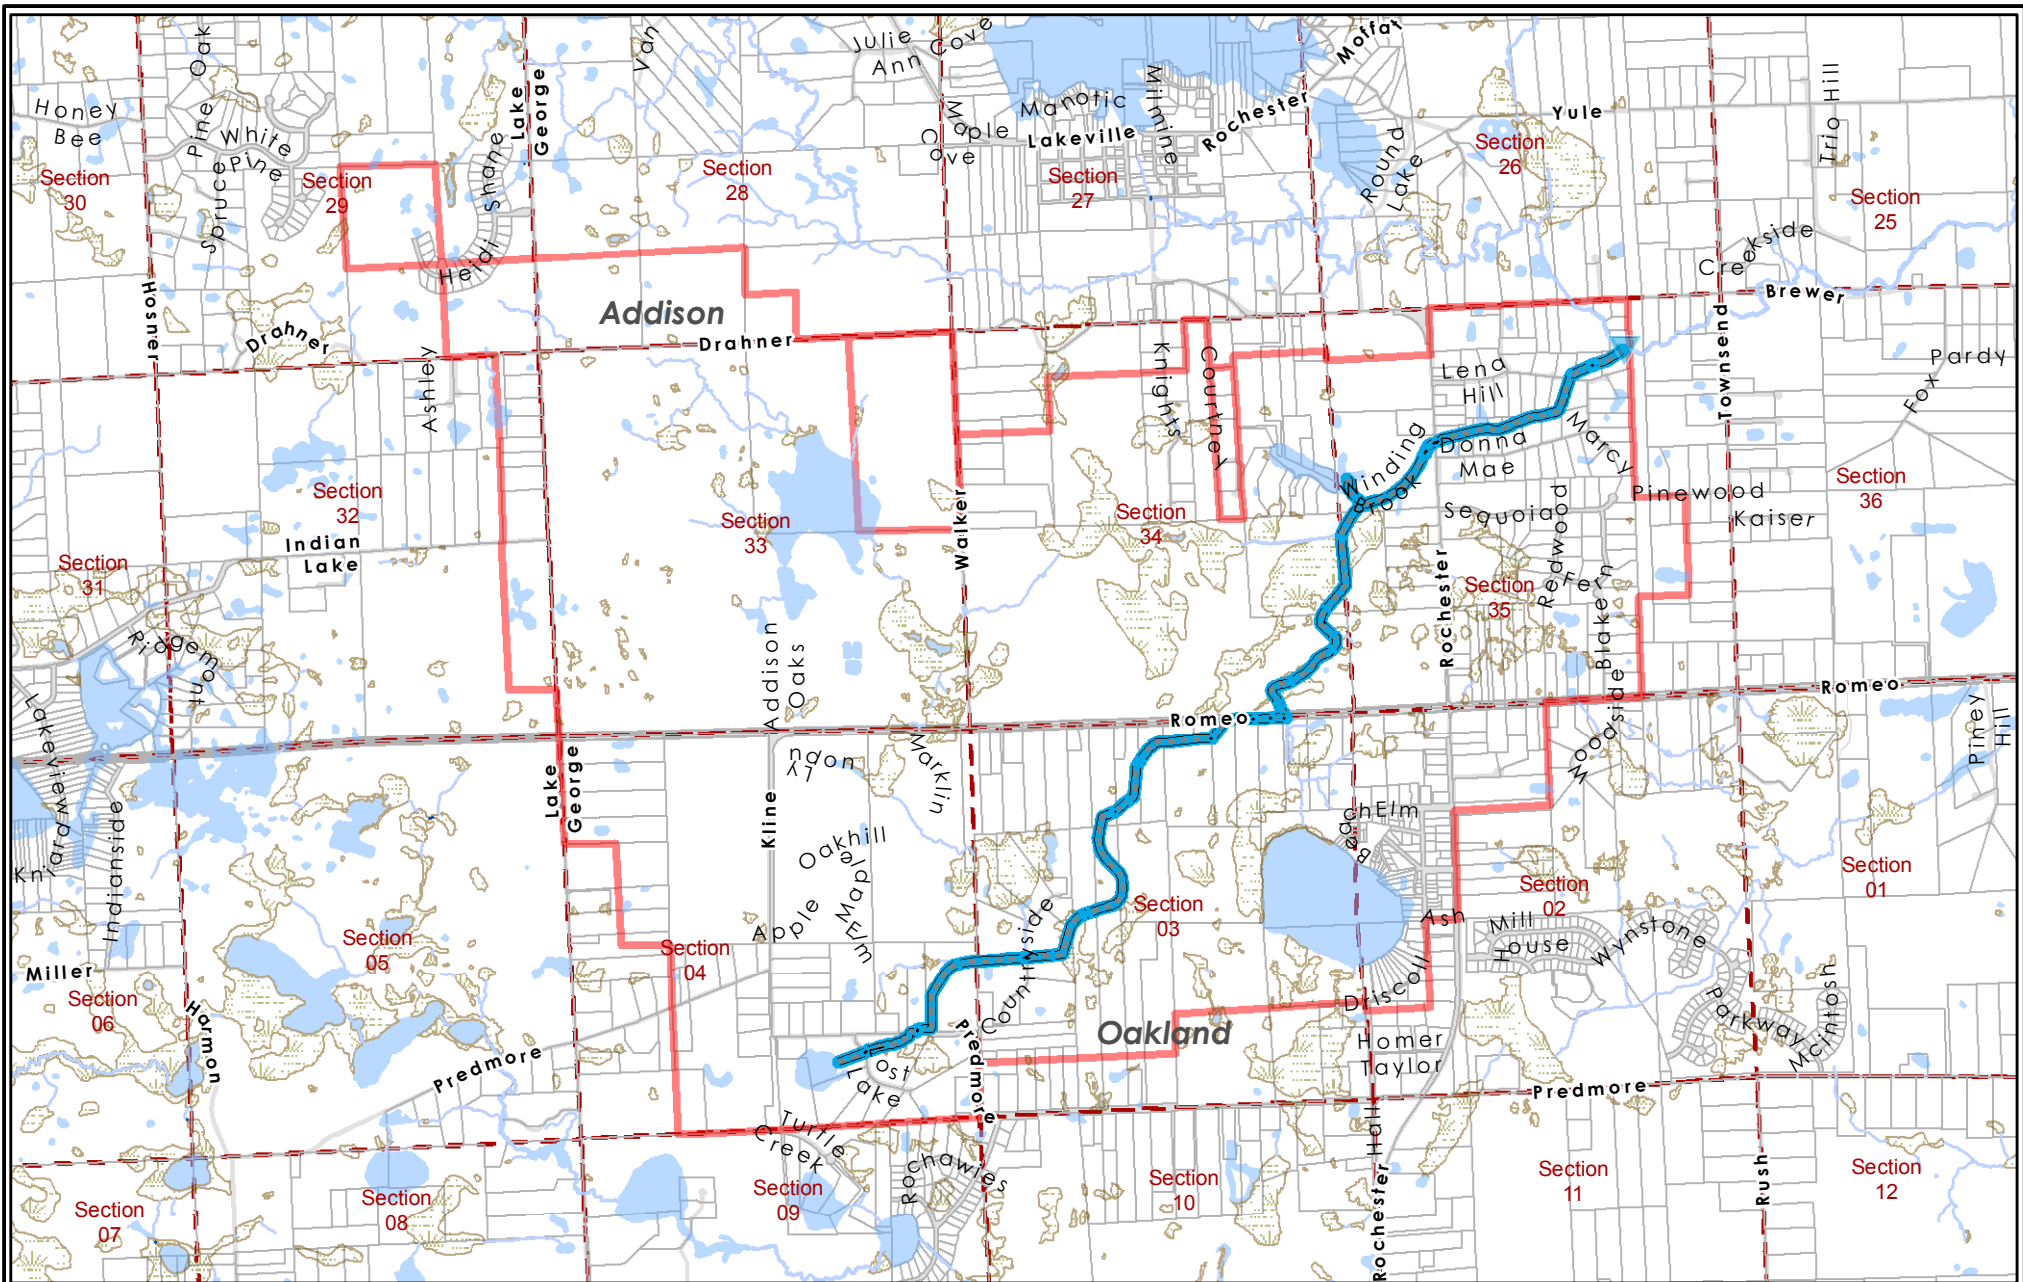 Honey
Bee
Pine
Oak
White
Pine
Spruce
Pine
Section
30
Section
29
Shane
Heidi
Lake
George
Van
Julie
Ann
Cove
Maple
Cove
Manotic
Lakeville
Millmine
Rochester
Moffat
Section
28
Section
27
Round
Lake
Section
26
Yule
Trio Hill
Section
25
Creekside
Brewer
Hosner
Drahner
Addison
Drahner
Ashley
Knights
Courtney
Lena
Hill
Townsend
Pardy
Fox
Marcy
Donna
Mae
Winding
Brook
Section
32
Section
33
Walker
Section
34
Sequoia
Redwood
Pinewood
Kaiser
Section
36
Indian
Lake
Section
31
Ridgemont
Rochester
Section
35
Fern
Blake
Addison
Oaks
Romeo
Romeo
Woodside
Piney
Hill
Lakeview
Indianside
Lake
George
Kline
Marklin
Oakhill
Maple
Apple
Elm
Beach
Elm
Section
01
Section
02
Section
03
Countryside
Ash
Mill
House
Wynstone
Section
05
Section
04
Miller
Section
06
Harmon
Predmore
Lost
Lake
Predmore
Oakland
Driscoll
Homer
Taylor
Parkway
McIntosh
Predmore
Turtle
Creek
Rochawles
Hall
Rochester
Rush
Section
07
Section
08
Section
09
Section
10
Section
11
Section
12